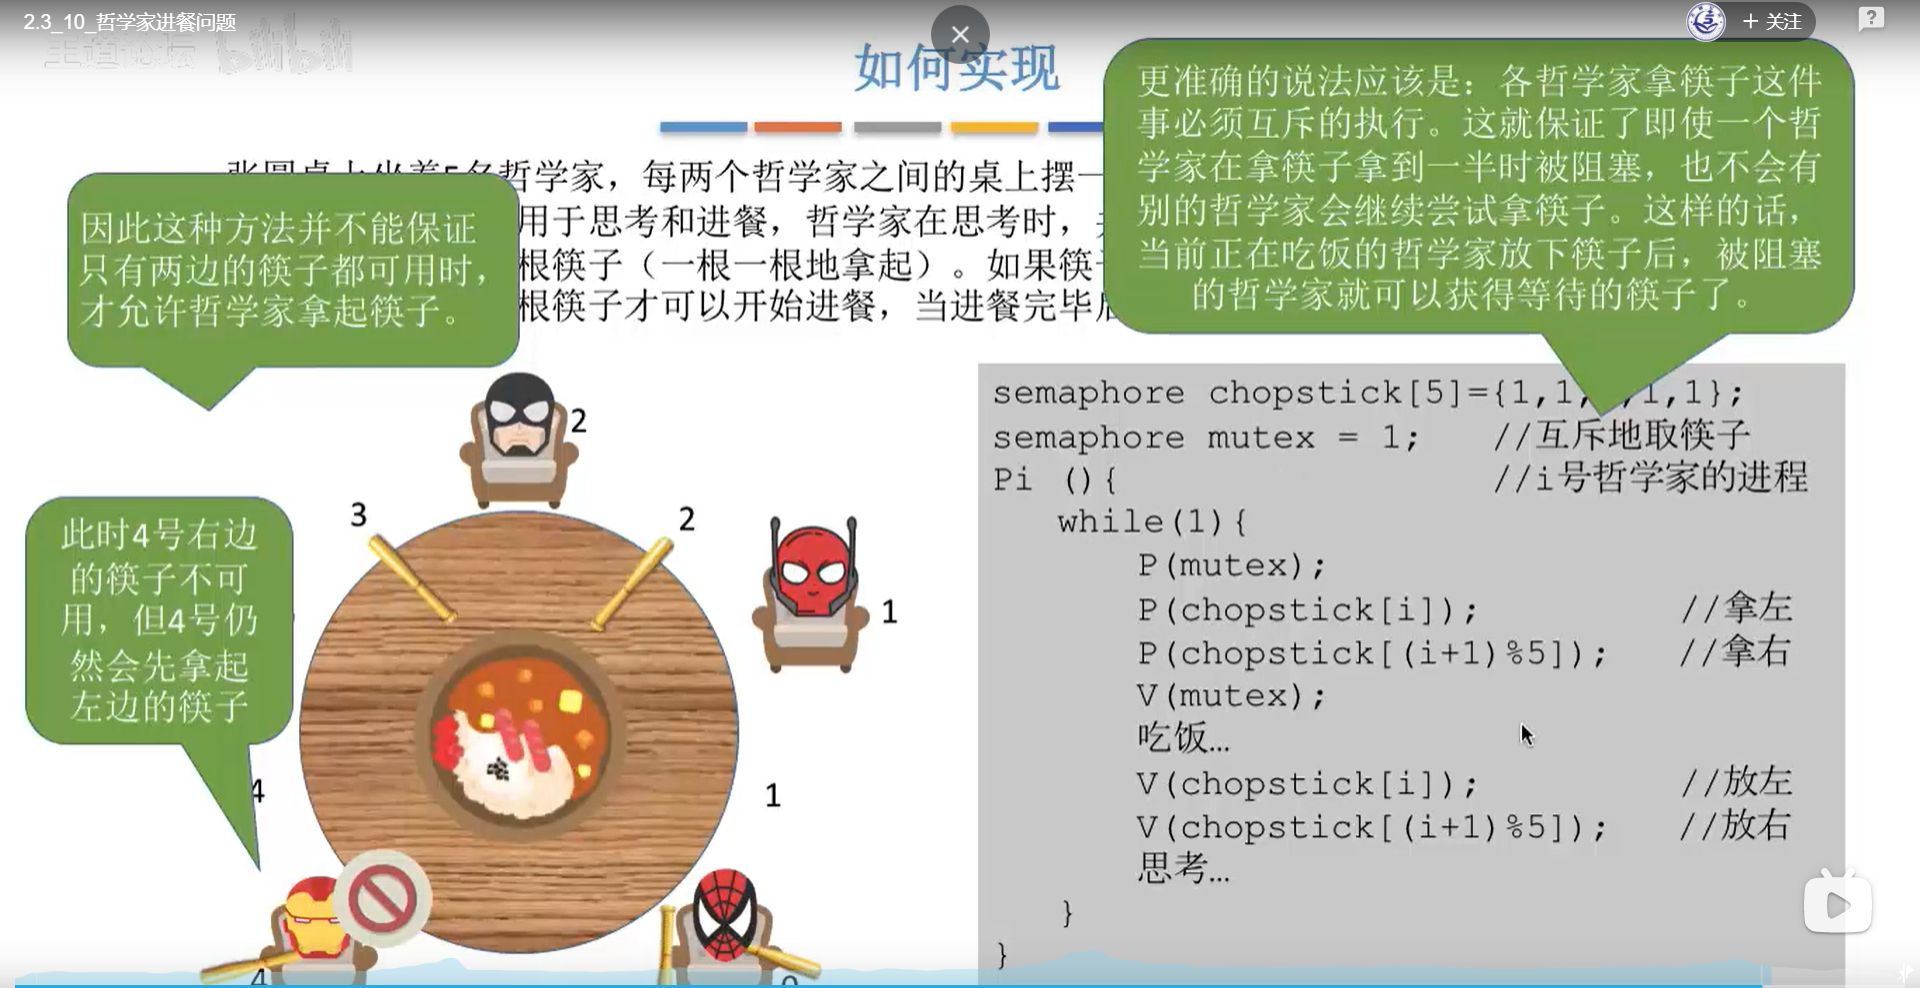 2.3_10_哲学家进餐问题
王道论坛 bilibili
+ 关注
?
如何实现
张圆桌上坐着5名哲学家，每两个哲学家之间的桌上摆一
用于思考和进餐，哲学家在思考时，
根筷子（一根一根地拿起）。如果筷
根筷子才可以开始进餐，当进餐完毕后
因此这种方法并不能保证
只有两边的筷子都可用时，
才允许哲学家拿起筷子。
更准确的说法应该是：各哲学家拿筷子这件
事必须互斥的执行。这就保证了即使一个哲
学家在拿筷子拿到一半时被阻塞，也不会有
别的哲学家会继续尝试拿筷子。这样的话，
当前正在吃饭的哲学家放下筷子后，被阻塞
的哲学家就可以获得等待的筷子了。
此时4号右边
的筷子不可
用，但4号仍
然会先拿起
左边的筷子
2
3
2
1
4
1
4
0
semaphore chopstick[5]={1,1, ,1,1};
semaphore mutex = 1; //互斥地取筷子
Pi (){ //i号哲学家的进程
while(1){
P(mutex);
P(chopstick[i]); //拿左
P(chopstick[(i+1)%5]); //拿右
V(mutex);
吃饭…
V(chopstick[i]); //放左
V(chopstick[(i+1)%5]); //放右
思考…
}
}